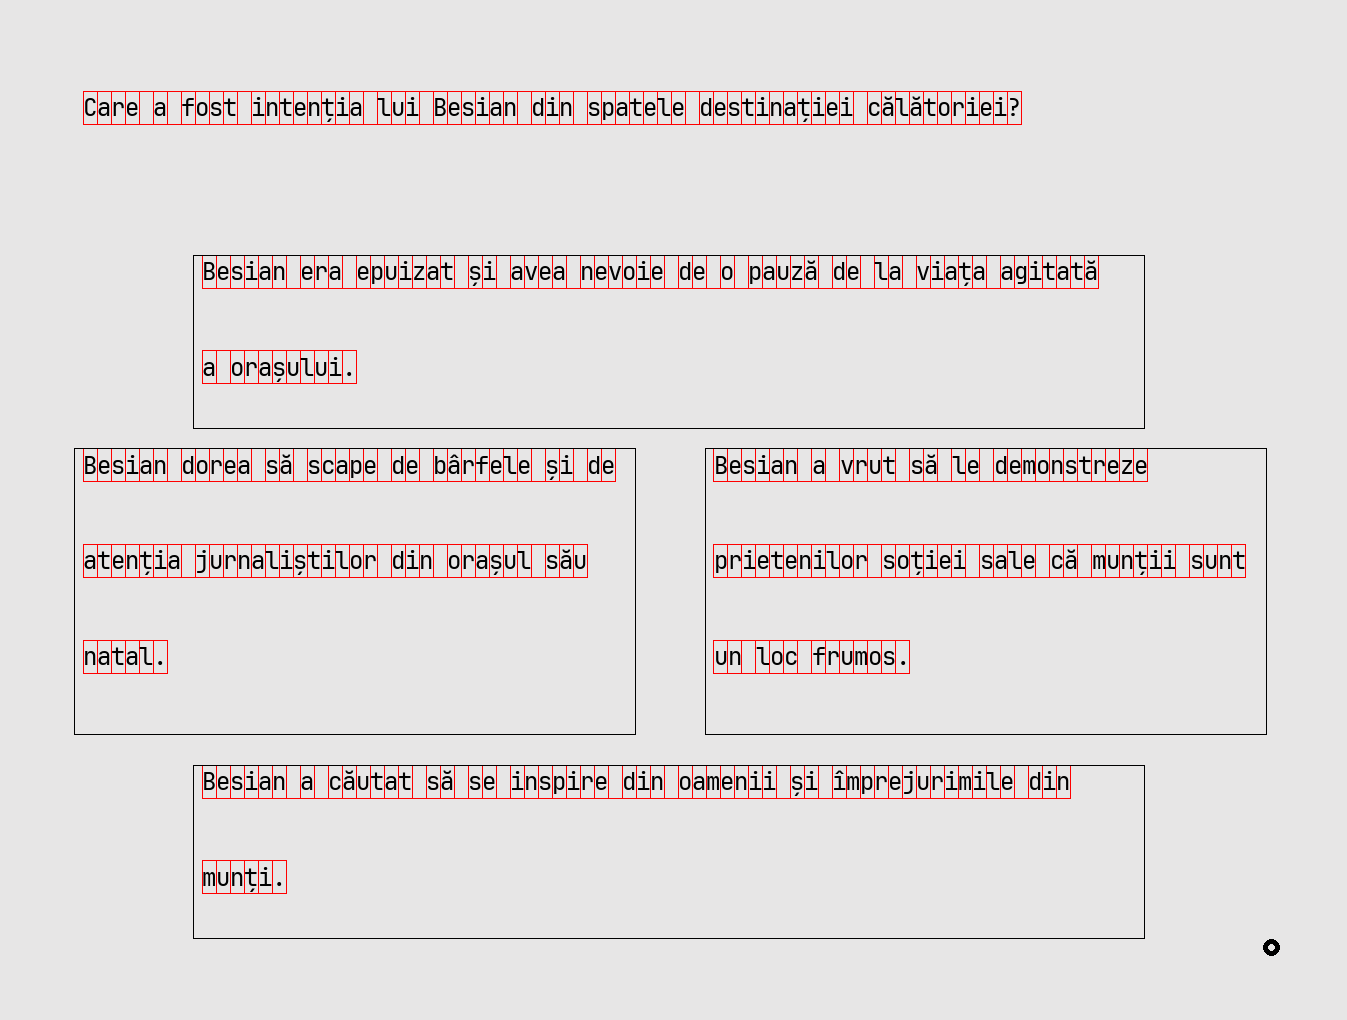 Care a fost intenția lui Besian din spatele destinației călătoriei?
Besian era epuizat și avea nevoie de o pauză de la viața agitată
a orașului.
Besian dorea să scape de bârfele și de
atenția jurnaliștilor din orașul său
natal.
Besian a vrut să le demonstreze
prietenilor soției sale că munții sunt
un loc frumos.
Besian a căutat să se inspire din oamenii și împrejurimile din
munți.